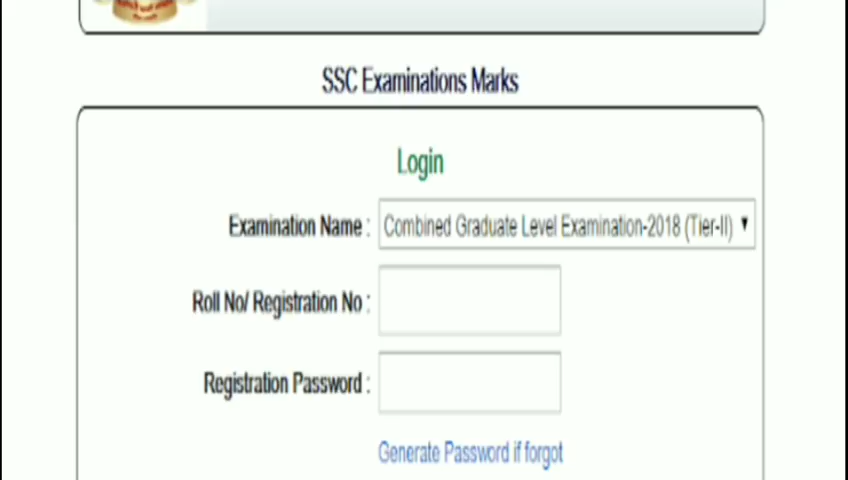 SSC Examinations Marks
Login
Examination Name : Combined Graduate Level Examination-2018 (Tier-II)
Roll No/ Registration No :
Registration Password :
Generate Password if forgot